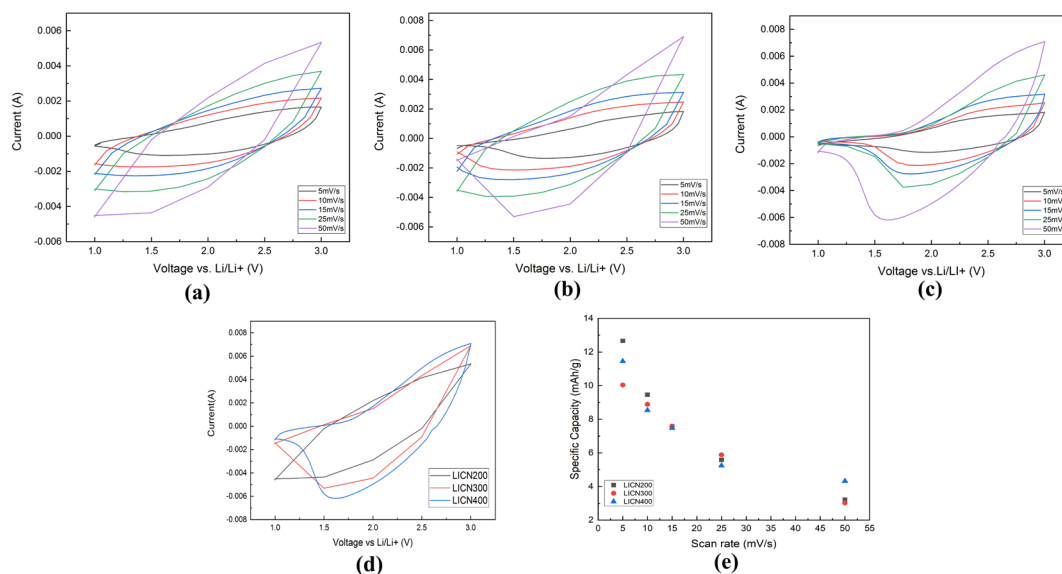 0.006
0.004
0.002
0.000
-0.002
-0.004
-0.006
Current (A)
1.0 1.5 2.0 2.5 3.0
Voltage vs. Li/Li+ (V)
5mV/s
10mV/s
15mV/s
25mV/s
50mV/s
(a)
0.008
0.006
0.004
0.002
0.000
-0.002
-0.004
-0.006
Current (A)
1.0 1.5 2.0 2.5 3.0
Voltage vs. Li/Li+ (V)
5mV/s
10mV/s
15mV/s
25mV/s
50mV/s
(b)
0.008
0.006
0.004
0.002
0.000
-0.002
-0.004
-0.006
-0.008
Current (A)
1.0 1.5 2.0 2.5 3.0
Voltage vs.Li/LI+ (V)
5mV/s
10mV/
15mV/
25mV/
50mV/
(c)
0.008
0.006
0.004
0.002
0.000
-0.002
-0.004
-0.006
-0.008
Current(A)
1.0 1.5 2.0 2.5 3.0
Voltage vs Li/Li+ (V)
LICN200
LICN300
LICN400
(d)
14
12
10
8
6
4
2
Specific Capacity (mAh/g)
0 5 10 15 20 25 30 35 40 45 50 55
Scan rate (mV/s)
LICN200
LICN300
LICN400
(e)